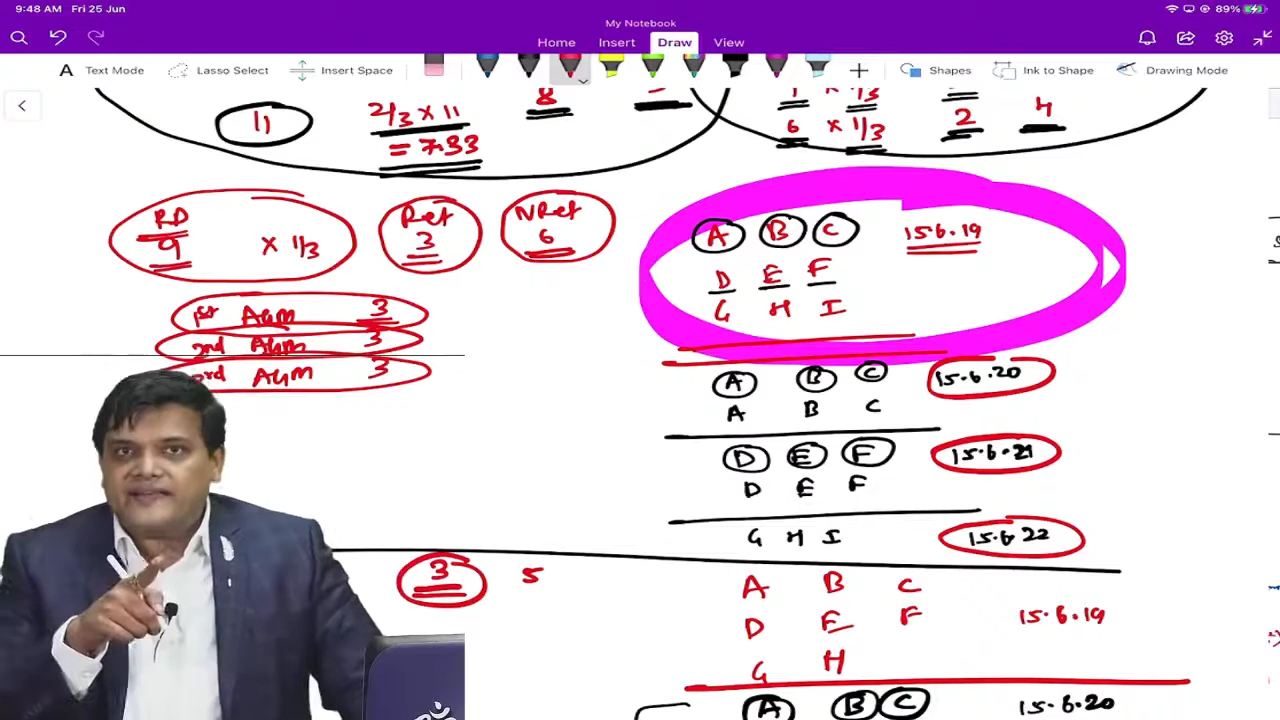 9:48 AM Fri 25 Jun
89%
My Notebook
Home Insert Draw View
Text Mode Lasso Select Insert Space Shapes Ink to Shape Drawing Mode
11
2/3 × 11
= 7.33
8
× 1/3
6 × 1/3 2 4
RD
9 × 1/3
Ret
3
NRet
6
1st AGM 3
2nd AGM 3
3rd AGM 3
A B C 15.6.19
D E F
G H I
A B C 15.6.20
A B C
D E F 15.6.21
D E F
G H I 15.6.22
3 5
A B C
D E F 15.6.19
G H
A B C 15.6.20